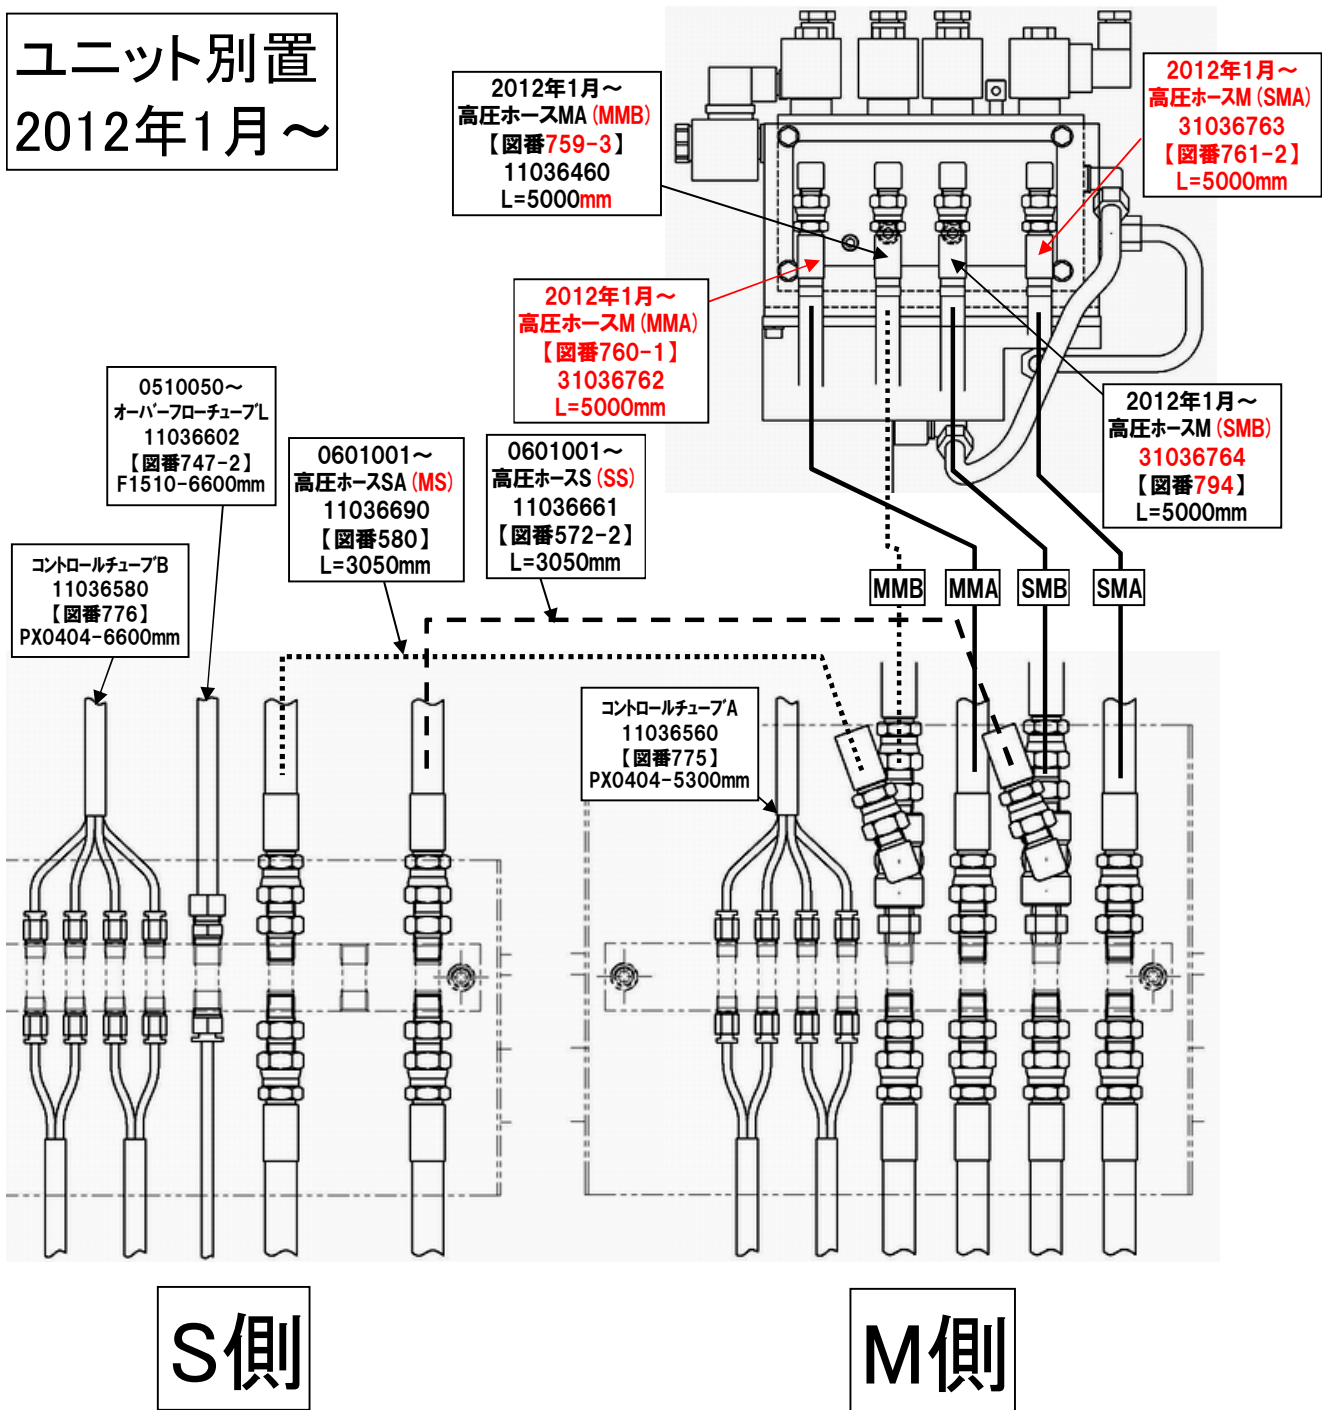 ユニット別置
2012年1月～
2012年1月～
高圧ホースMA(MMB)
【図番759-3】
11036460
L=5000mm
2012年1月～
高圧ホースM(SMA)
31036763
【図番761-2】
L=5000mm
2012年1月～
高圧ホースM(MMA)
【図番760-1】
31036762
L=5000mm
2012年1月～
高圧ホースM(SMB)
31036764
【図番794】
L=5000mm
0510050～
オーバーフローチューブL
11036602
【図番747-2】
F1510-6600mm
0601001～
高圧ホースSA(MS)
11036690
【図番580】
L=3050mm
0601001～
高圧ホースS(SS)
11036661
【図番572-2】
L=3050mm
コントロールチューブB
11036580
【図番776】
PX0404-6600mm
MMB
MMA
SMB
SMA
コントロールチューブA
11036560
【図番775】
PX0404-5300mm
S側
M側